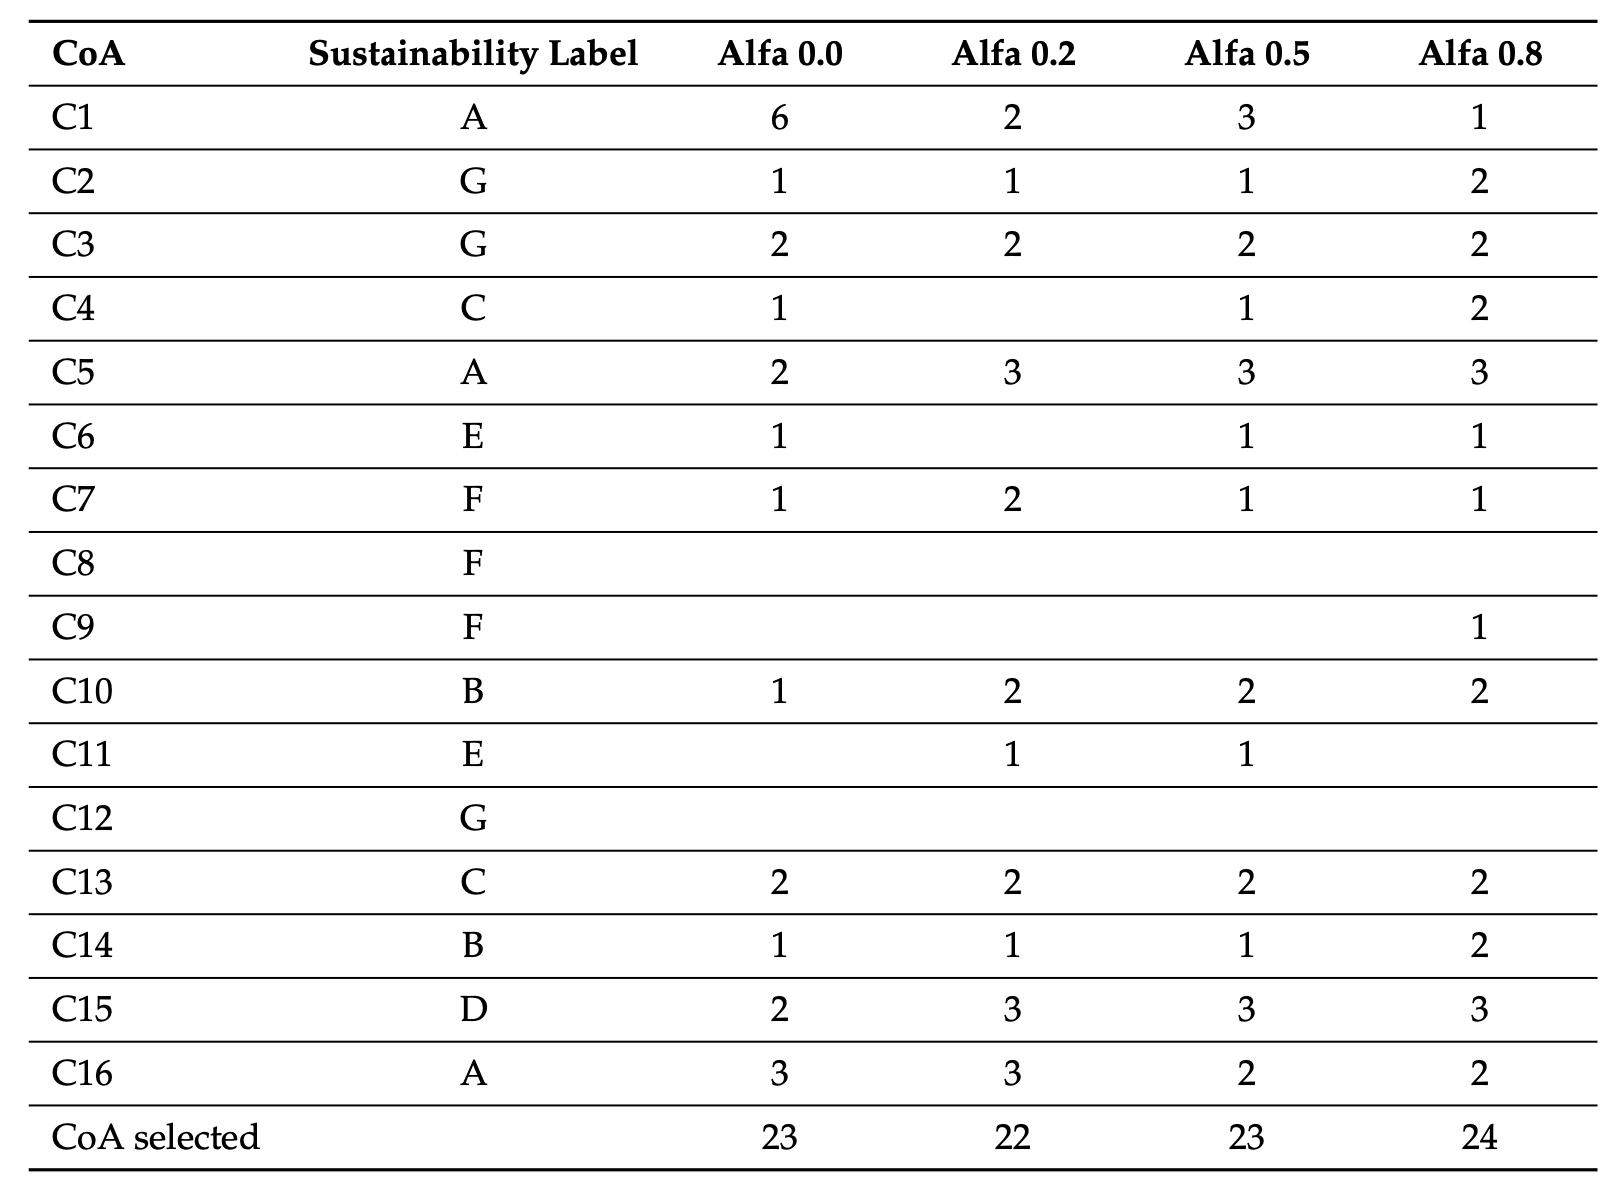 CoA Sustainability Label Alfa 0.0 Alfa 0.2 Alfa 0.5 Alfa 0.8
C1 A 6 2 3 1
C2 G 1 1 1 2
C3 G 2 2 2 2
C4 C 1 1 2
C5 A 2 3 3 3
C6 E 1 1 1
C7 F 1 2 1 1
C8 F
C9 F 1
C10 B 1 2 2 2
C11 E 1 1
C12 G
C13 C 2 2 2 2
C14 B 1 1 1 2
C15 D 2 3 3 3
C16 A 3 3 2 2
CoA selected 23 22 23 24